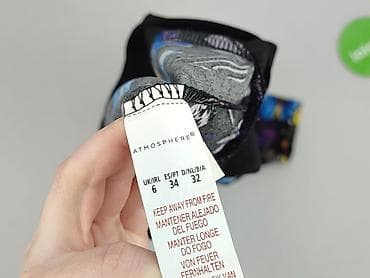 ATMOSPHERE®
UK/IRL ES/PT D/NL/B/A
6 34 32
KEEP AWAY FROM FIRE
MANTENER ALEJADO
DEL FUEGO
MANTER LONGE
DO FOGO
VON FEUER
FERNHALTEN